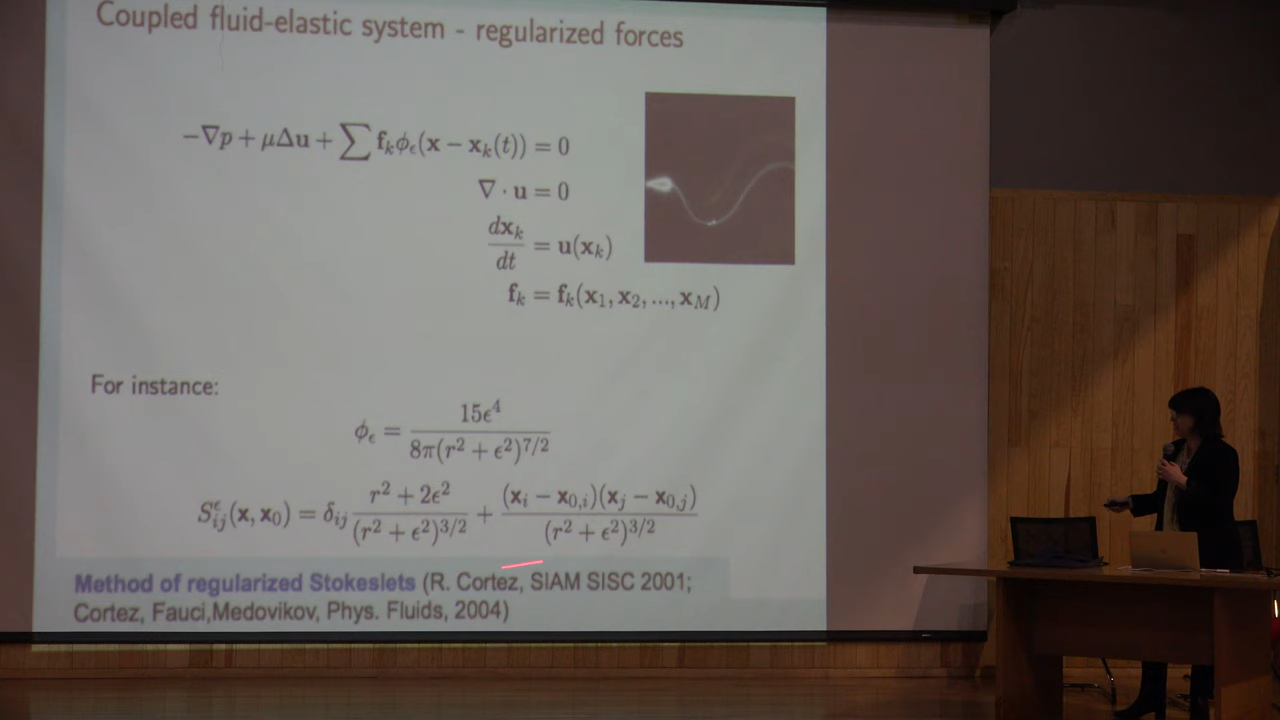 Coupled fluid-elastic system - regularized forces
−∇p + μΔu + ∑ f_k ϕ_ϵ(x − x_k(t)) = 0
∇ · u = 0
dx_k/dt = u(x_k)
f_k = f_k(x_1, x_2, ..., x_M)
For instance:
ϕ_ϵ = 15ϵ^4 / 8π(r^2 + ϵ^2)^{7/2}
S^ϵ_{ij}(x, x_0) = δ_{ij} (r^2 + 2ϵ^2) / (r^2 + ϵ^2)^{3/2} + (x_i − x_{0,i})(x_j − x_{0,j}) / (r^2 + ϵ^2)^{3/2}
Method of regularized Stokeslets (R. Cortez, SIAM SISC 2001;
Cortez, Fauci,Medovikov, Phys. Fluids, 2004)